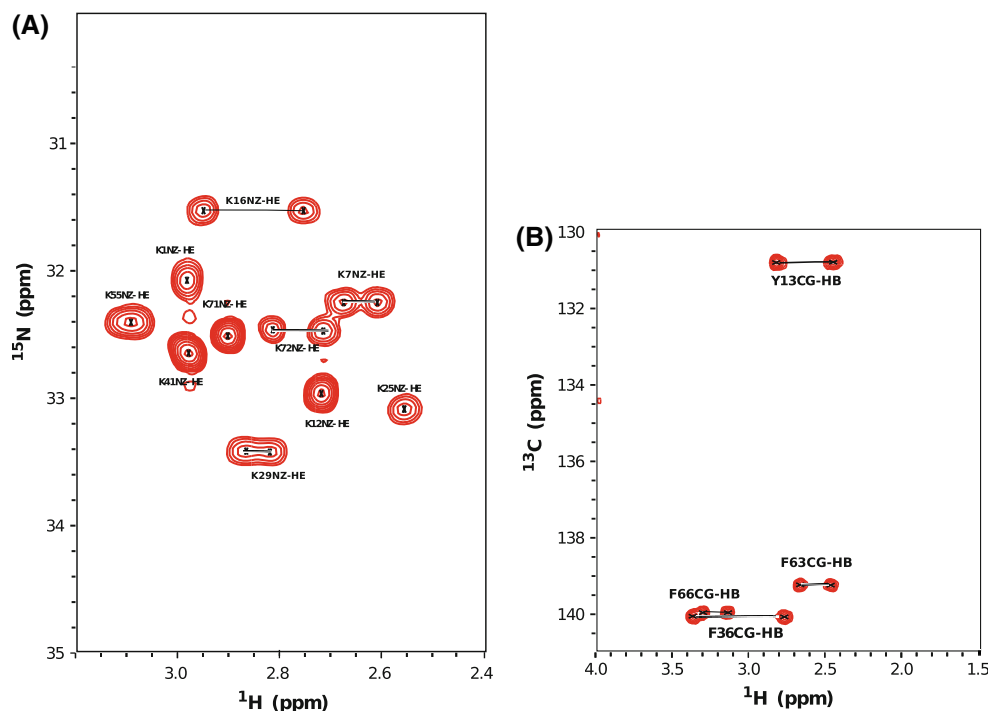 (A)
31
32
33
34
35
15N (ppm)
K16NZ-HE
K1NZ-HE
K7NZ-HE
K55NZ-HE
K71NZ-HE
K72NZ-HE
K41NZ-HE
K25NZ-HE
K12NZ-HE
K29NZ-HE
3.0
2.8
2.6
2.4
1H (ppm)
(B)
130
132
134
136
138
140
13C (ppm)
Y13CG-HB
F63CG-HB
F66CG-HB
F36CG-HB
4.0
3.5
3.0
2.5
2.0
1.5
1H (ppm)